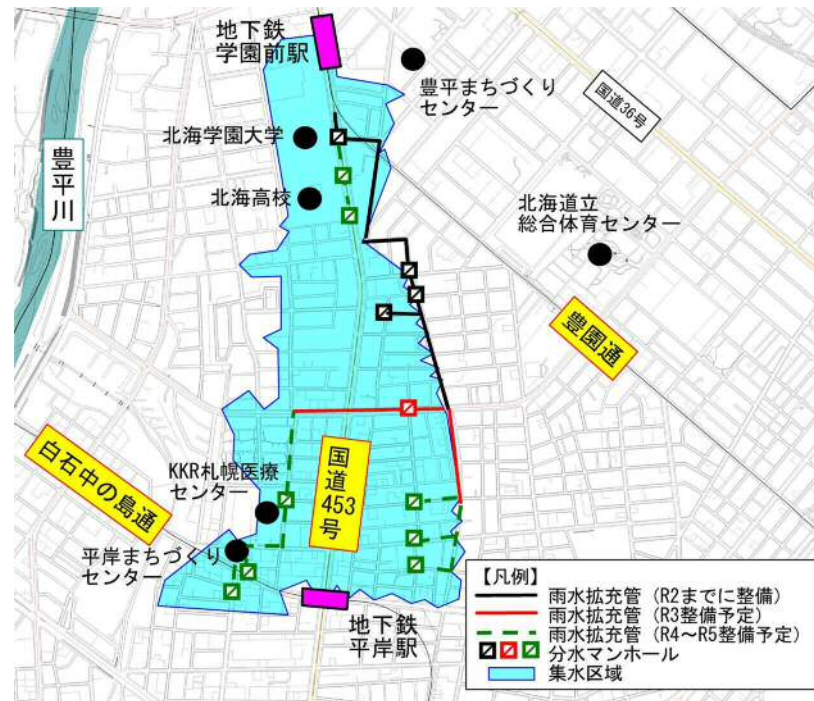 地下鉄
学園前駅
豊平まちづくり
センター
国道36号
北海学園大学
豊平川
北海高校
北海道立
総合体育センター
豊園通
白石中の島通
KKR札幌医療
センター
国道
453
号
平岸まちづくり
センター
地下鉄
平岸駅
【凡例】
雨水拡充管（R2までに整備）
雨水拡充管（R3整備予定）
雨水拡充管（R4～R5整備予定）
分水マンホール
集水区域